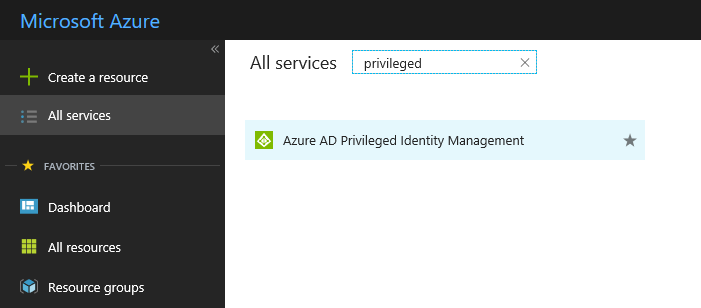 Microsoft Azure
«
Create a resource
All services
FAVORITES
Dashboard
All resources
Resource groups
All services
privileged
Azure AD Privileged Identity Management